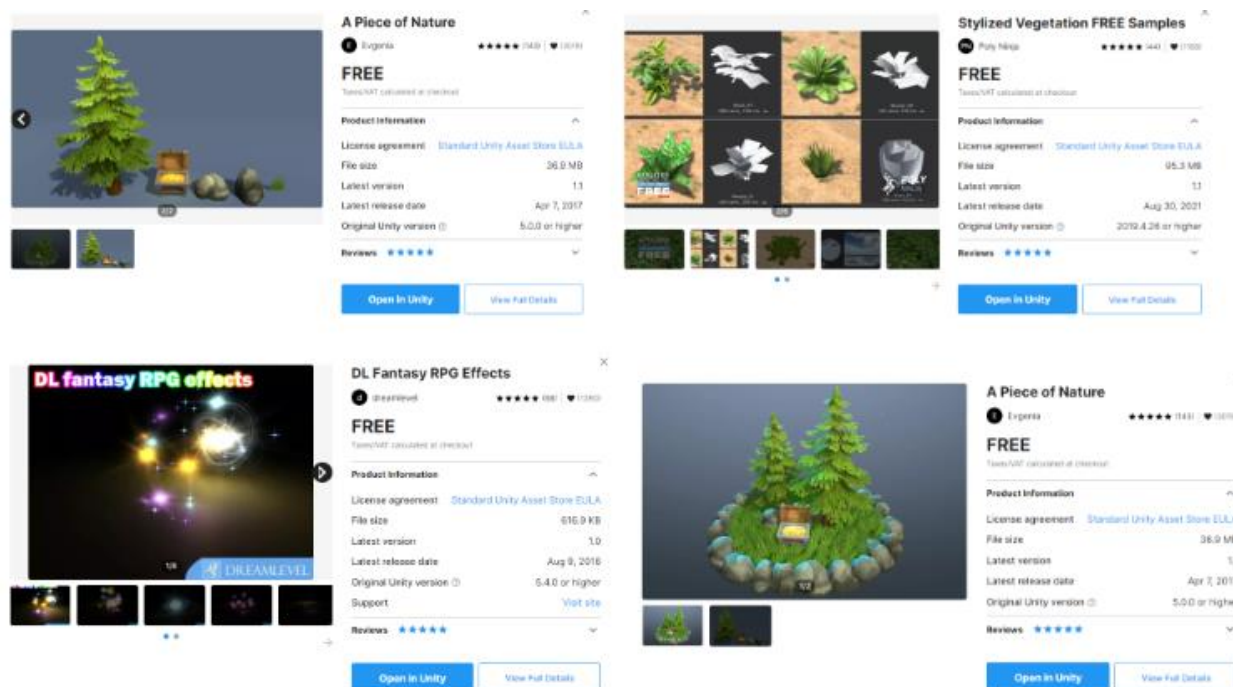 A Piece of Nature
Evgenia
FREE
Taxes/VAT calculated at checkout
Product Information
License agreement Standard Unity Asset Store EULA
File size 36.9 MB
Latest version 1.1
Latest release date Apr 7, 2017
Original Unity version 5.0.0 or higher
Reviews
Open in Unity View Full Details
2/2
Stylized Vegetation FREE Samples
Poly Ninja
FREE
Taxes/VAT calculated at checkout
Product Information
License agreement Standard Unity Asset Store EULA
File size 95.3 MB
Latest version 1.1
Latest release date Aug 30, 2021
Original Unity version 2019.4.26 or higher
Reviews
Open in Unity View Full Details
FREE
POLY
DL fantasy RPG effects
1/6
DREAMLEVEL
DL Fantasy RPG Effects
dreamlevel
FREE
Taxes/VAT calculated at checkout
Product Information
License agreement Standard Unity Asset Store EULA
File size 616.9 KB
Latest version 1.0
Latest release date Aug 9, 2016
Original Unity version 5.4.0 or higher
Support Visit site
Reviews
Open in Unity View Full Details
1/2
A Piece of Nature
Evgenia
FREE
Taxes/VAT calculated at checkout
Product Information
License agreement Standard Unity Asset Store EUL
File size 36.9 M
Latest version 1.
Latest release date Apr 7, 201
Original Unity version 5.0.0 or highe
Reviews
Open in Unity View Full Details